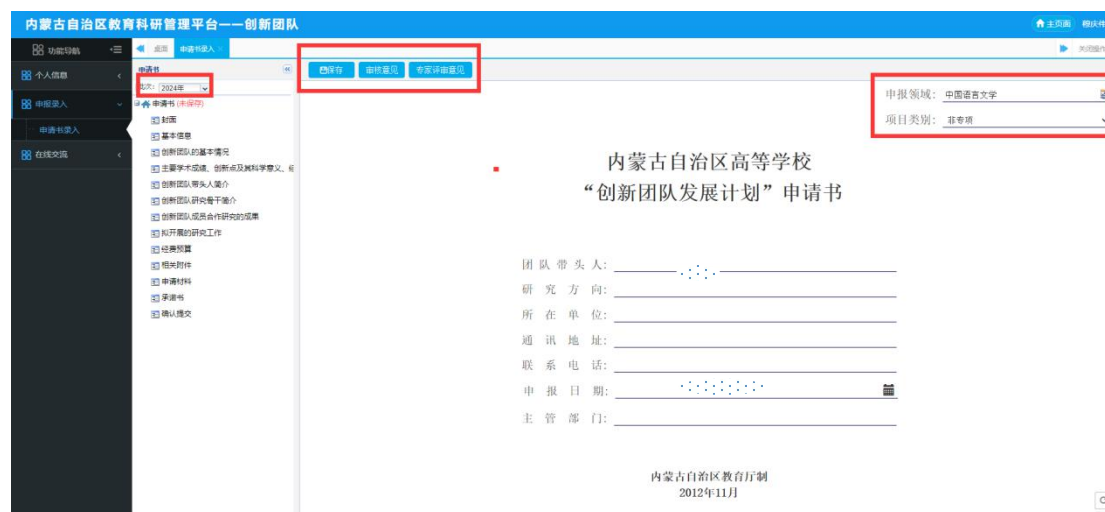 内蒙古自治区教育科研管理平台——创新团队
主页面
功能导航
桌面
申请书录入
个人信息
申报录入
申请书录入
在线交流
申请书
批次: 2024年
申请书 (未保存)
封面
基本信息
创新团队的基本情况
主要学术成绩、创新点及其科学意义、
创新团队带头人简介
创新团队研究骨干简介
创新团队成员合作研究的成果
拟开展的研究工作
经费预算
相关附件
申请材料
承诺书
确认提交
保存 审核意见 专家评审意见
申报领域: 中国语言文学
项目类别: 非专项
内蒙古自治区高等学校
“创新团队发展计划”申请书
团队带头人:
研究方向:
所在单位:
通讯地址:
联系电话:
申报日期:
主管部门:
内蒙古自治区教育厅制
2012年11月